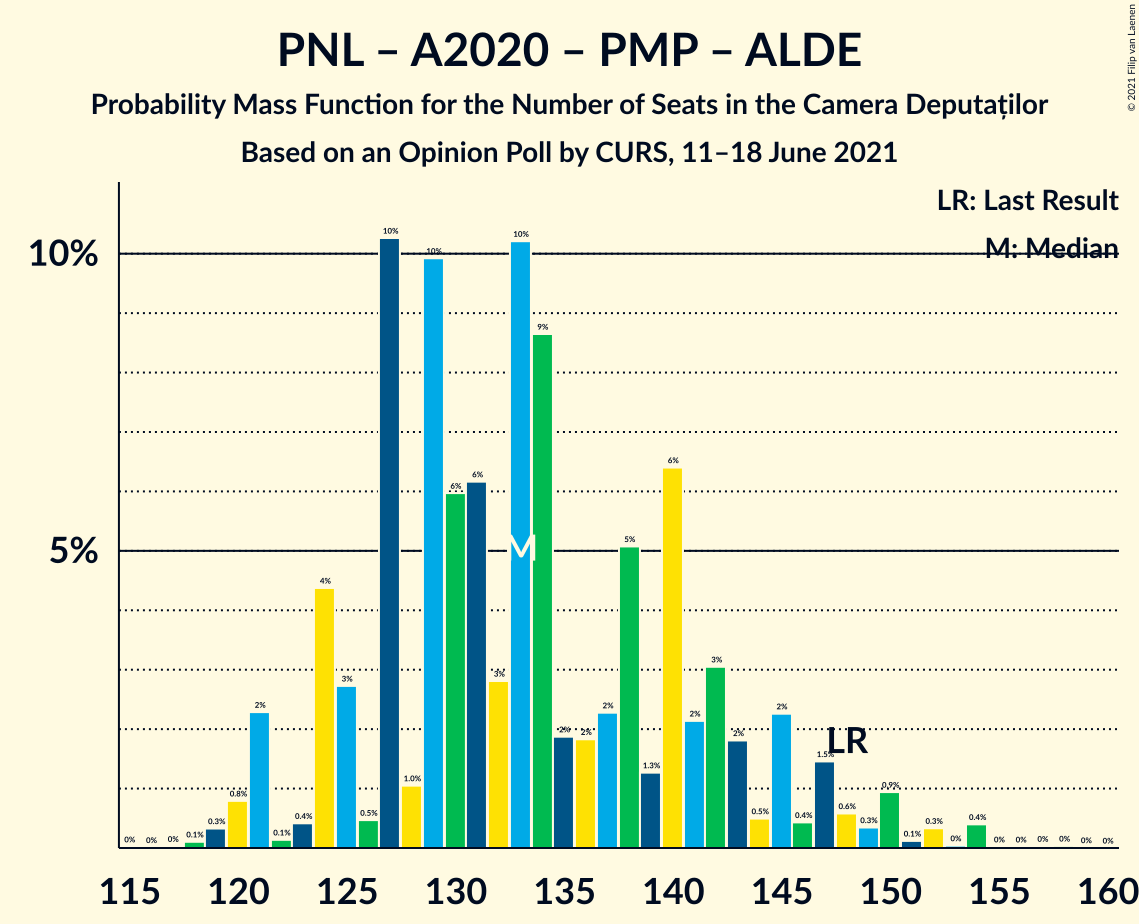 PNL – A2020 – PMP – ALDE
Probability Mass Function for the Number of Seats in the Camera Deputaților
Based on an Opinion Poll by CURS, 11–18 June 2021
© 2021 Filip van Laenen
LR: Last Result
M: Median
10%
5%
0% 0% 0% 0.1% 0.3% 0.8% 2% 0.1% 0.4% 4% 3% 0.5% 10% 1.0% 10% 6% 6% 3% 10% 9% 2% 2% 2% 5% 1.3% 6% 2% 3% 2% 0.5% 2% 0.4% 1.5% 0.6% 0.3% 0.9% 0.1% 0.3% 0% 0.4% 0% 0% 0% 0% 0% 0%
M
LR
115 120 125 130 135 140 145 150 155 160